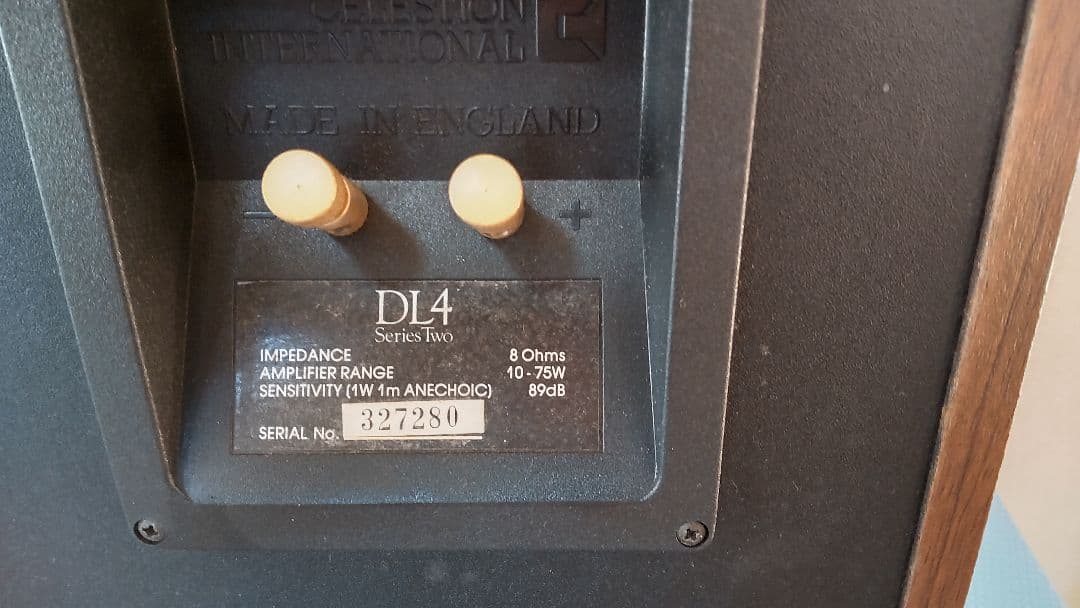 CELESTION
INTERNATIONAL
MADE IN ENGLAND
− +
DL4
Series Two
IMPEDANCE 8 Ohms
AMPLIFIER RANGE 10 - 75W
SENSITIVITY (1W 1m ANECHOIC) 89dB
SERIAL No. 327280